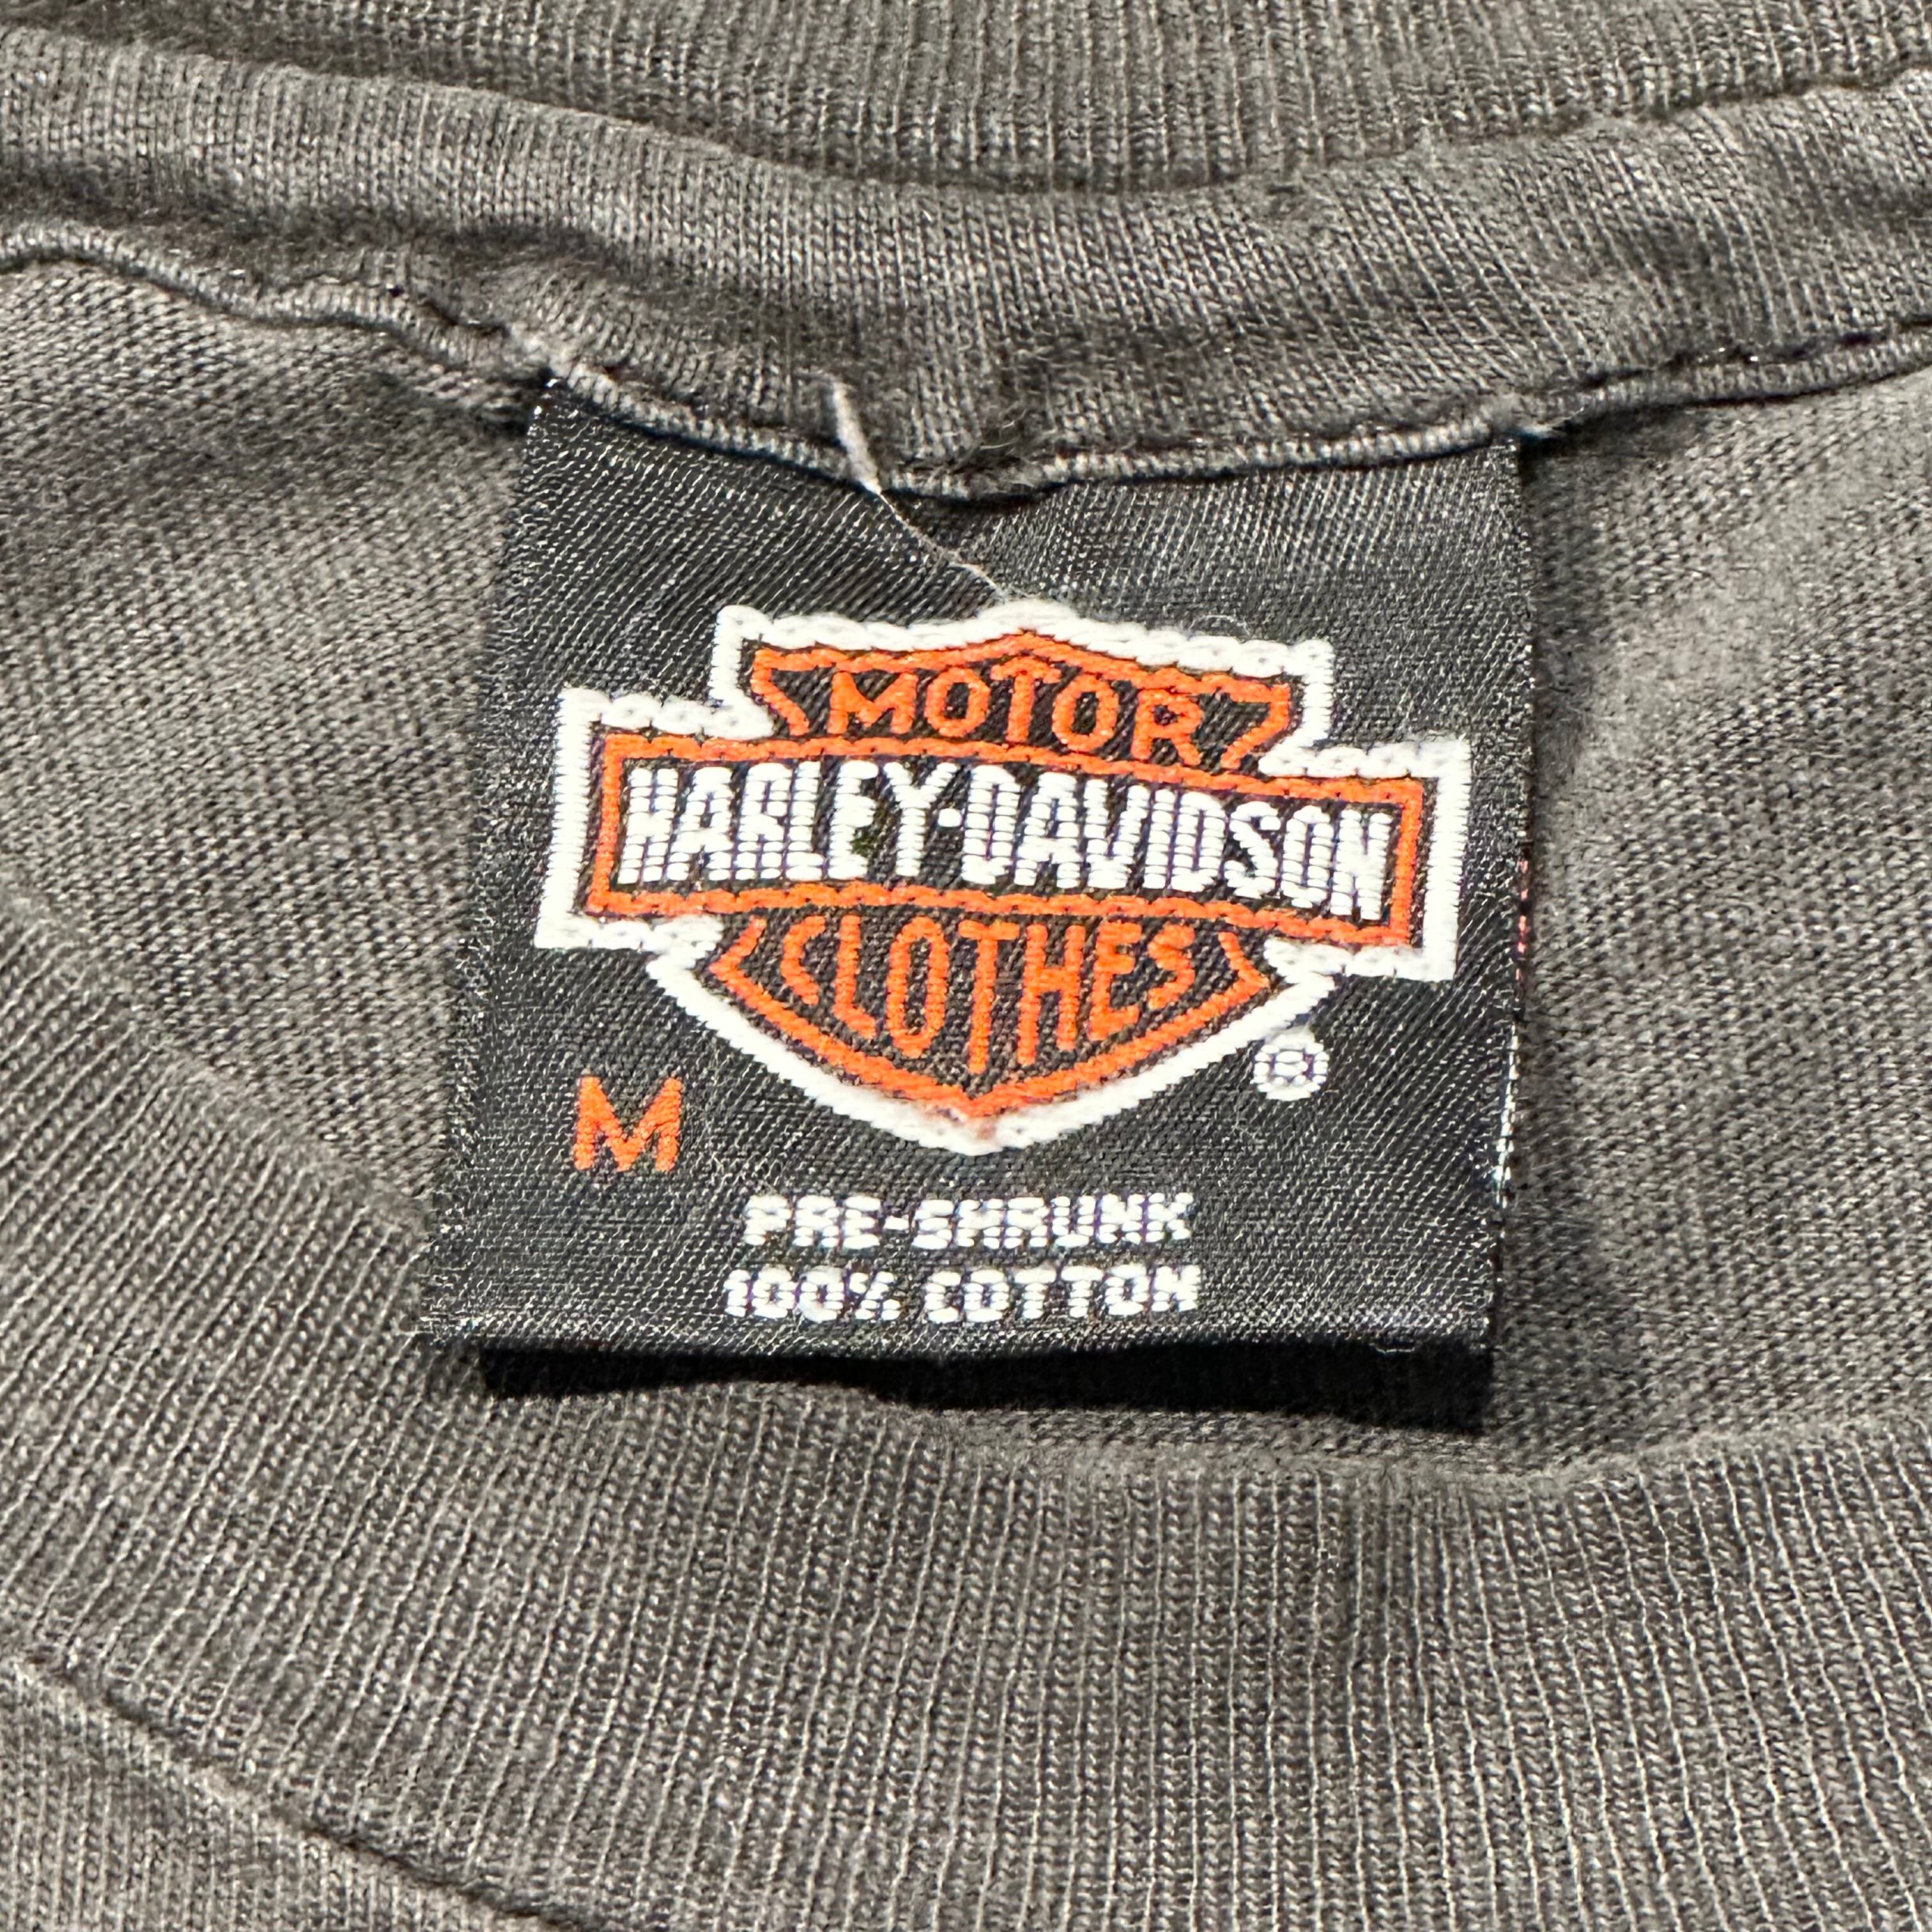 MOTOR
HARLEY-DAVIDSON
CLOTHES
®
M
PRE-SHRUNK
100% COTTON